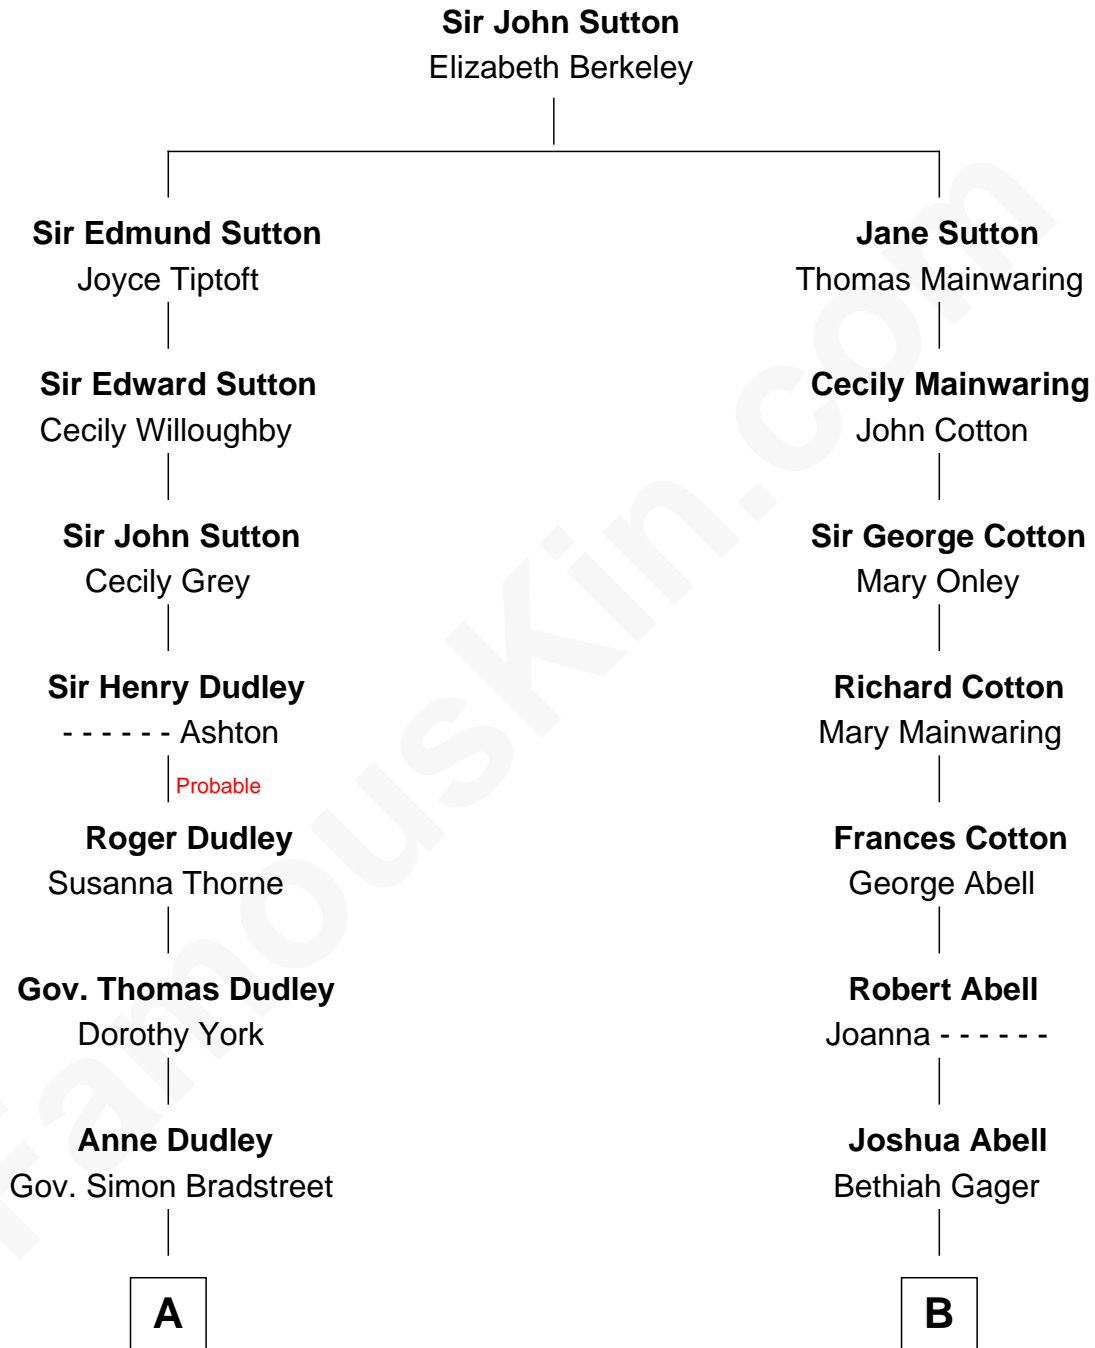 Sir John Sutton
Elizabeth Berkeley
Sir Edmund Sutton
Joyce Tiptoft
Jane Sutton
Thomas Mainwaring
Sir Edward Sutton
Cecily Willoughby
Cecily Mainwaring
John Cotton
Sir John Sutton
Cecily Grey
Sir George Cotton
Mary Onley
Sir Henry Dudley
- - - - - - Ashton
Richard Cotton
Mary Mainwaring
Probable
Roger Dudley
Susanna Thorne
Frances Cotton
George Abell
Gov. Thomas Dudley
Dorothy York
Robert Abell
Joanna - - - - - -
Anne Dudley
Gov. Simon Bradstreet
Joshua Abell
Bethiah Gager
A
B
FamousKin.com